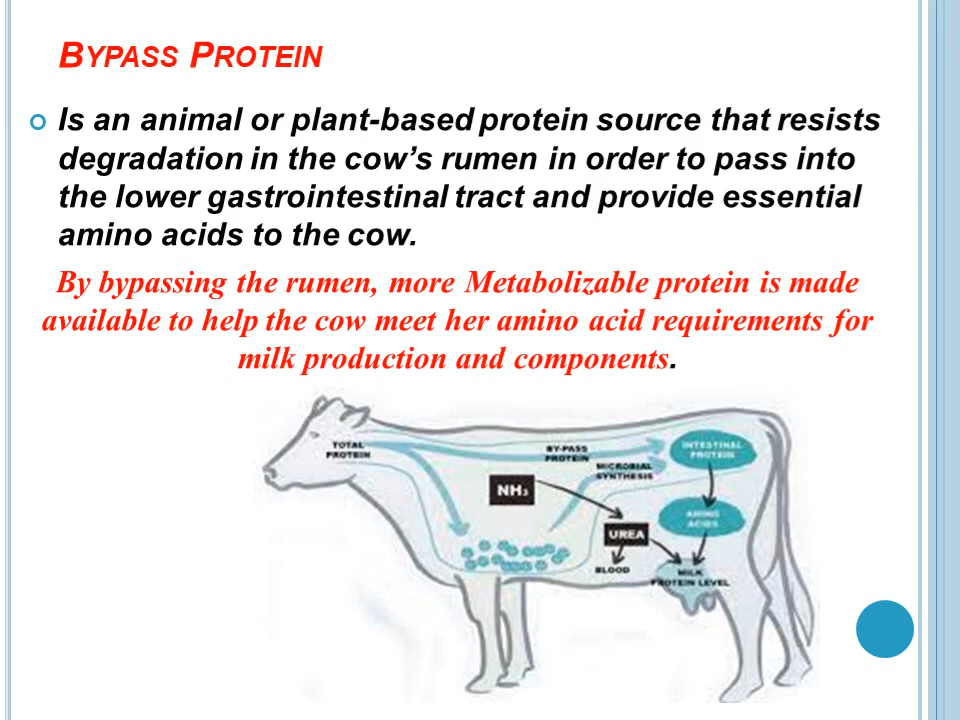 BYPASS PROTEIN
Is an animal or plant-based protein source that resists
degradation in the cow’s rumen in order to pass into
the lower gastrointestinal tract and provide essential
amino acids to the cow.
By bypassing the rumen, more Metabolizable protein is made
available to help the cow meet her amino acid requirements for
milk production and components.
TOTAL
PROTEIN
BY-PASS
PROTEIN
MICROBIAL
SYNTHESIS
INTESTINAL
PROTEIN
NH₃
AMINO
ACIDS
UREA
BLOOD
MILK
PROTEIN LEVEL